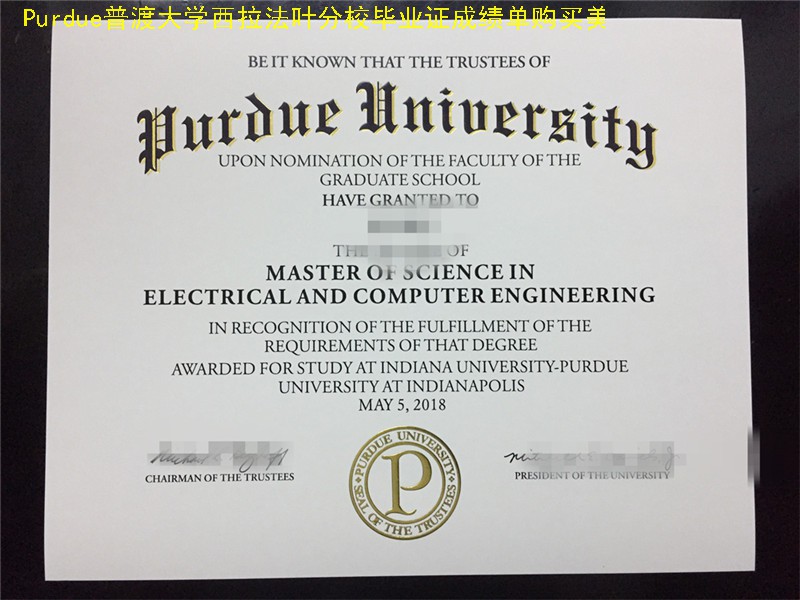 Purdue普渡大学西拉法叶分校毕业证成绩单购买美
BE IT KNOWN THAT THE TRUSTEES OF
Purdue University
UPON NOMINATION OF THE FACULTY OF THE
GRADUATE SCHOOL
HAVE GRANTED TO
OF
MASTER OF SCIENCE IN
ELECTRICAL AND COMPUTER ENGINEERING
IN RECOGNITION OF THE FULFILLMENT OF THE
REQUIREMENTS OF THAT DEGREE
AWARDED FOR STUDY AT INDIANA UNIVERSITY-PURDUE
UNIVERSITY AT INDIANAPOLIS
MAY 5, 2018
CHAIRMAN OF THE TRUSTEES
PURDUE UNIVERSITY
P
SEAL OF THE TRUSTEES
PRESIDENT OF THE UNIVERSITY